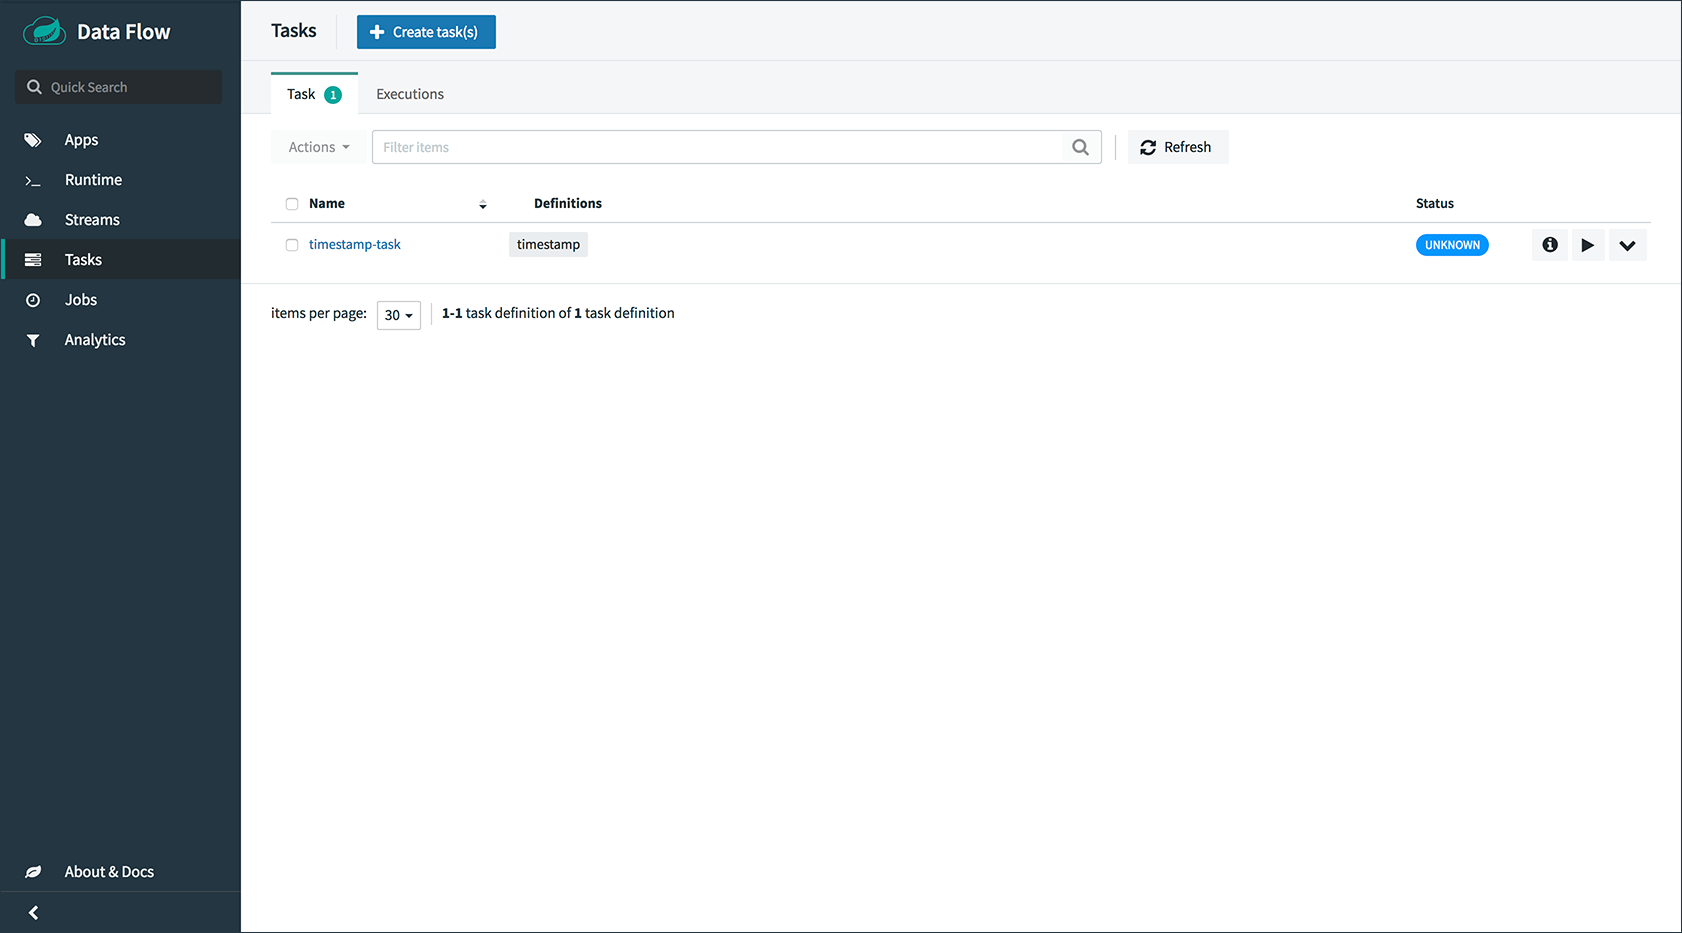 Data Flow
Quick Search
Apps
Runtime
Streams
Tasks
Jobs
Analytics
About & Docs
Tasks
Create task(s)
Task 1
Executions
Actions
Filter items
Refresh
Name Definitions Status
timestamp-task timestamp UNKNOWN
items per page: 30 1-1 task definition of 1 task definition